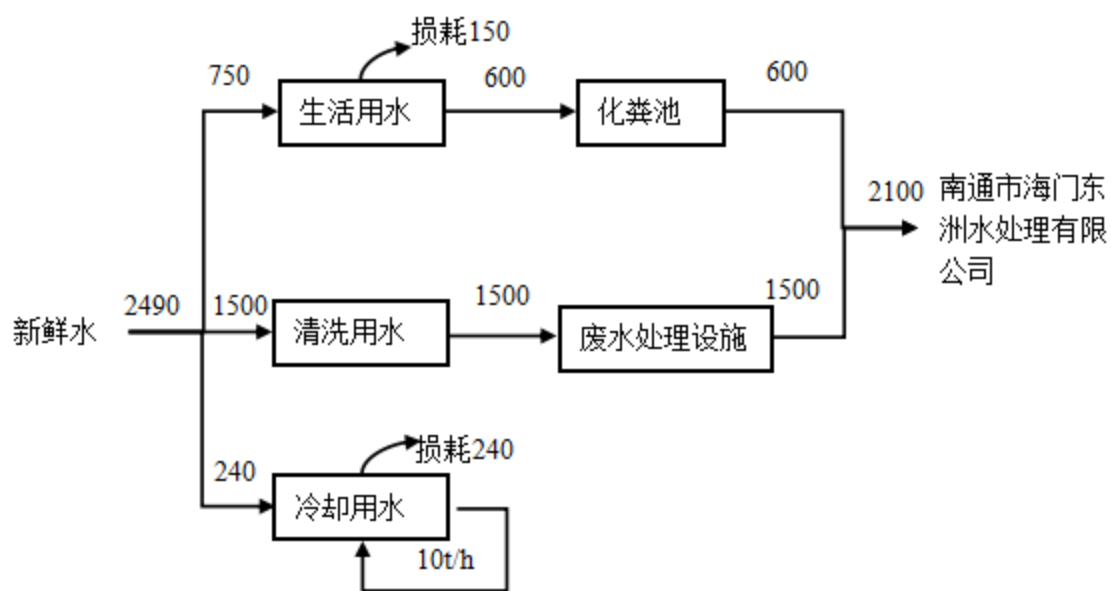 损耗150
750
600
600
生活用水
化粪池
2100
南通市海门东
洲水处理有限
公司
新鲜水
2490
1500
1500
1500
清洗用水
废水处理设施
损耗240
240
冷却用水
10t/h